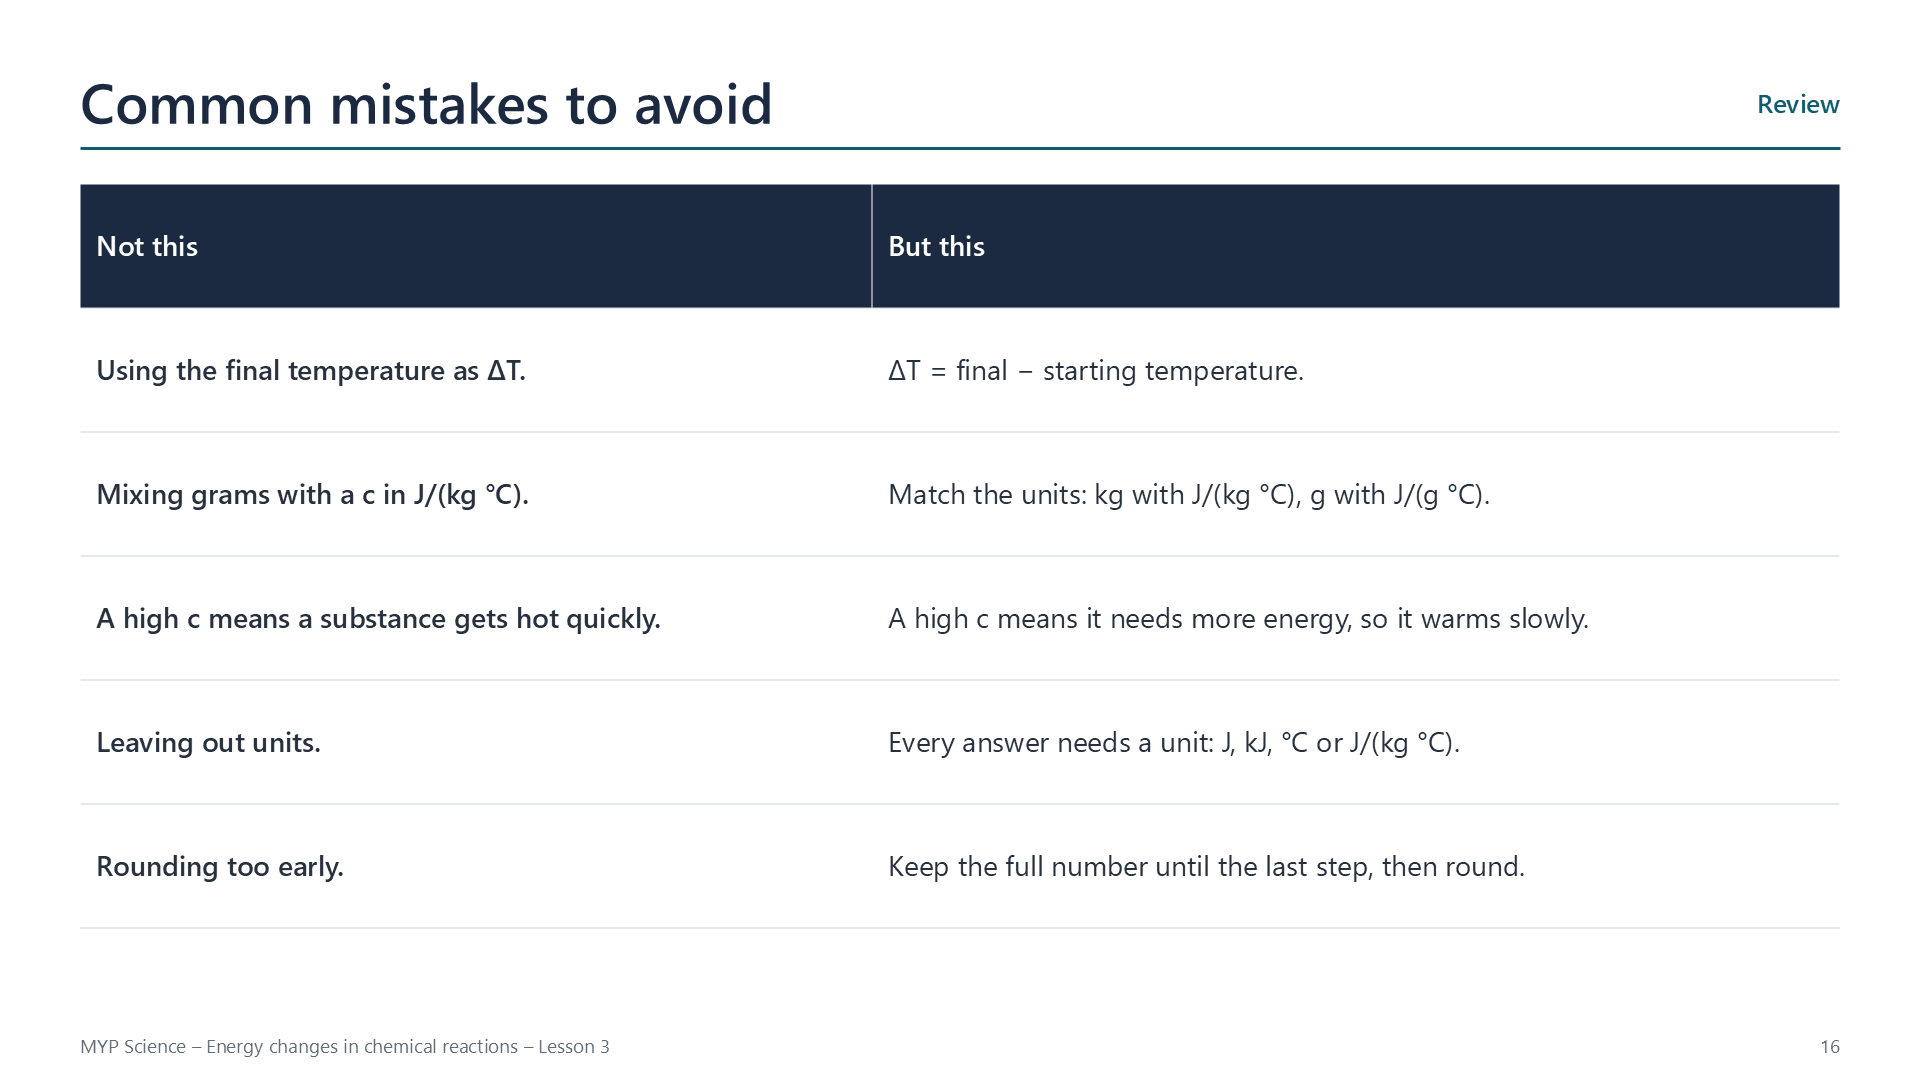 Common mistakes to avoid
Review
Not this
But this
Using the final temperature as ΔT.
ΔT = final − starting temperature.
Mixing grams with a c in J/(kg °C).
Match the units: kg with J/(kg °C), g with J/(g °C).
A high c means a substance gets hot quickly.
A high c means it needs more energy, so it warms slowly.
Leaving out units.
Every answer needs a unit: J, kJ, °C or J/(kg °C).
Rounding too early.
Keep the full number until the last step, then round.
MYP Science – Energy changes in chemical reactions – Lesson 3
16